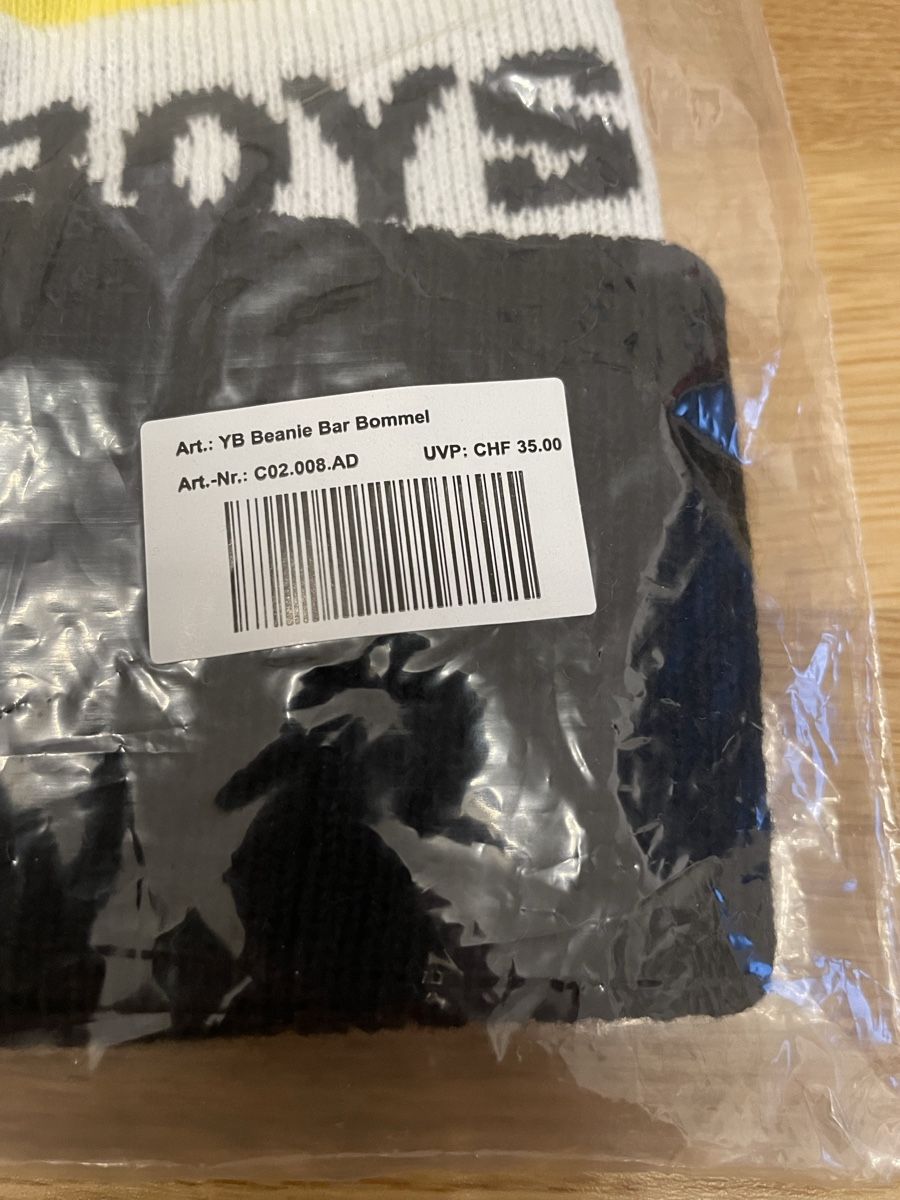 BOYS
Art.: YB Beanie Bar Bommel
Art.-Nr.: C02.008.AD
UVP: CHF 35.00